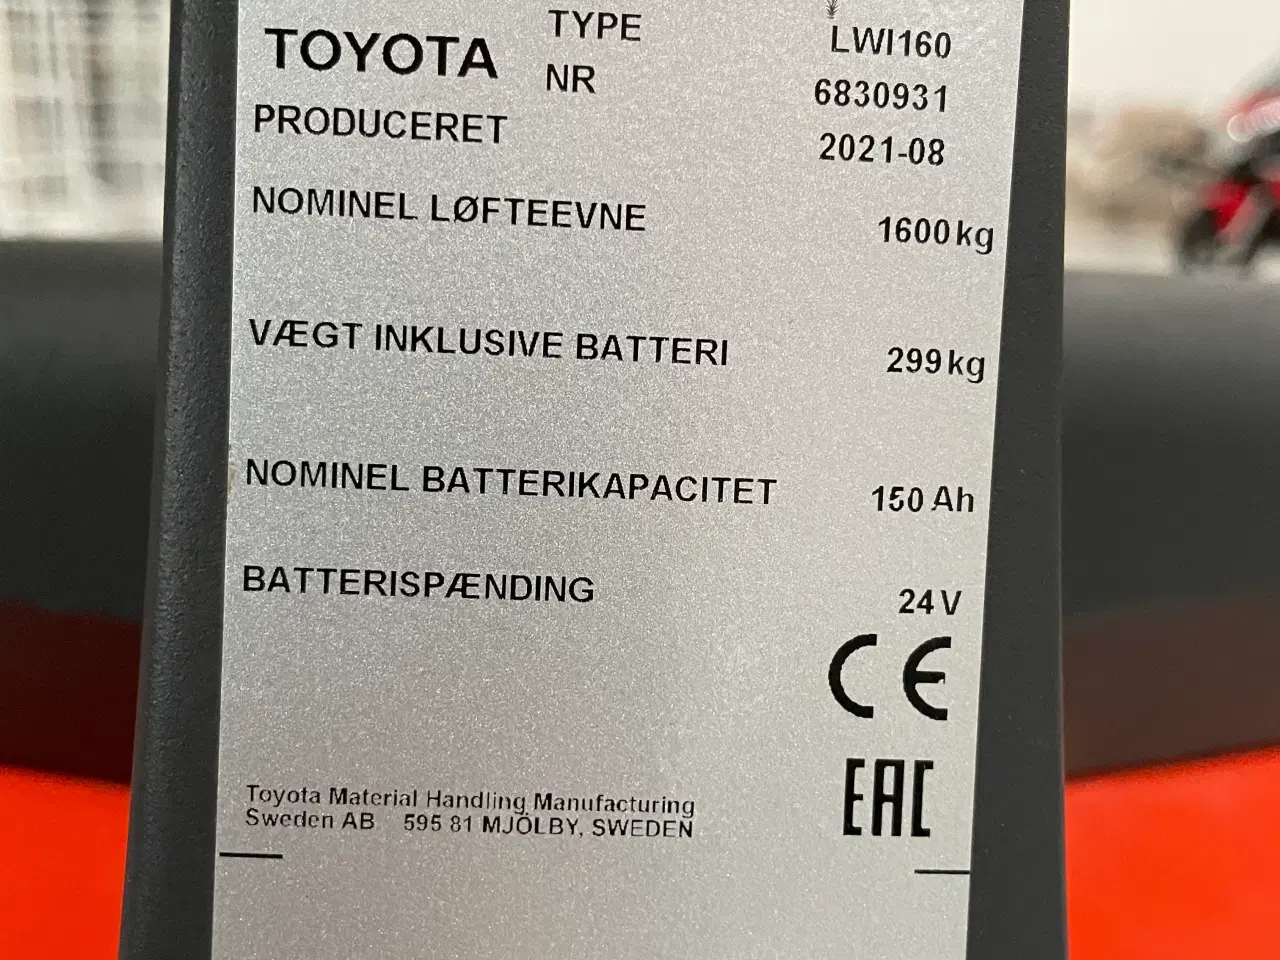 TOYOTA TYPE LWI160
NR 6830931
PRODUCERET 2021-08
NOMINEL LØFTEEVNE 1600 kg
VÆGT INKLUSIVE BATTERI 299 kg
NOMINEL BATTERIKAPACITET 150 Ah
BATTERISPÆNDING 24 V
CE
EAC
Toyota Material Handling Manufacturing
Sweden AB 595 81 MJÖLBY, SWEDEN